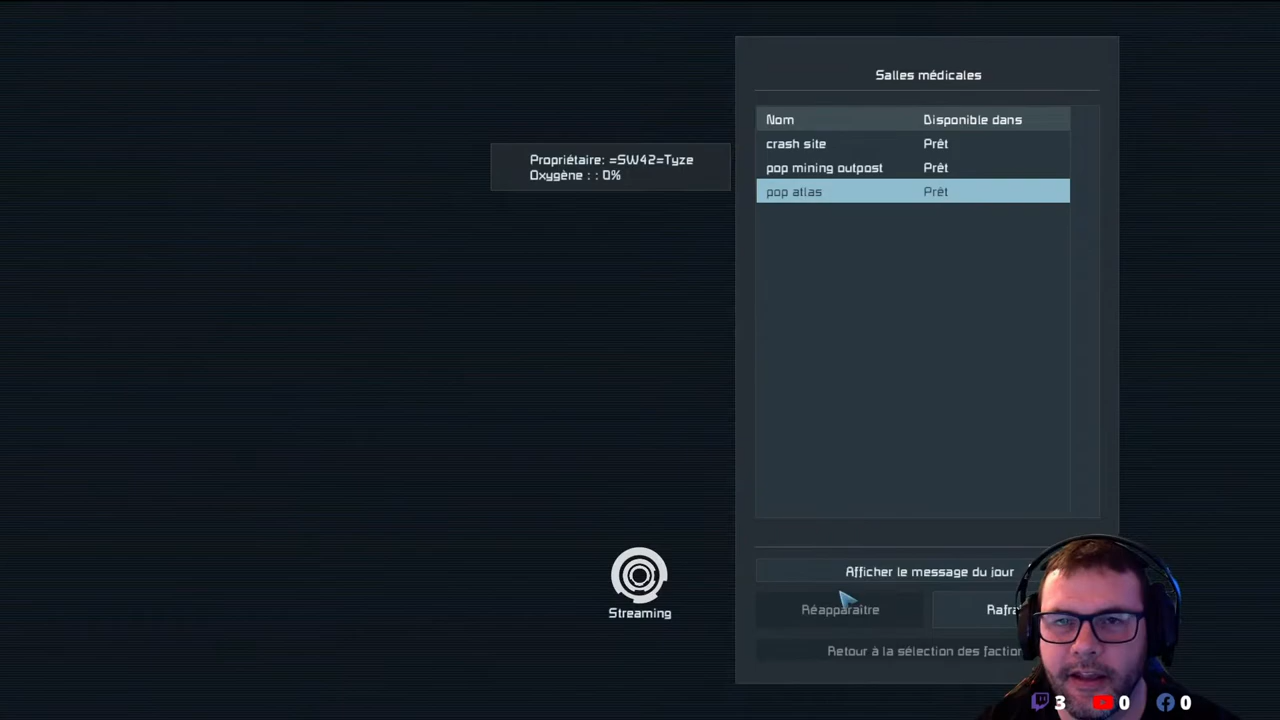 Salles médicales
Nom Disponible dans
crash site Prêt
Propriétaire: =SW42=Tyze
pop mining outpost Prêt
Oxygène : : 0%
pop atlas Prêt
Afficher le message du jour
Streaming
Réapparaître
Retour à la sélection des faction
3 0 0